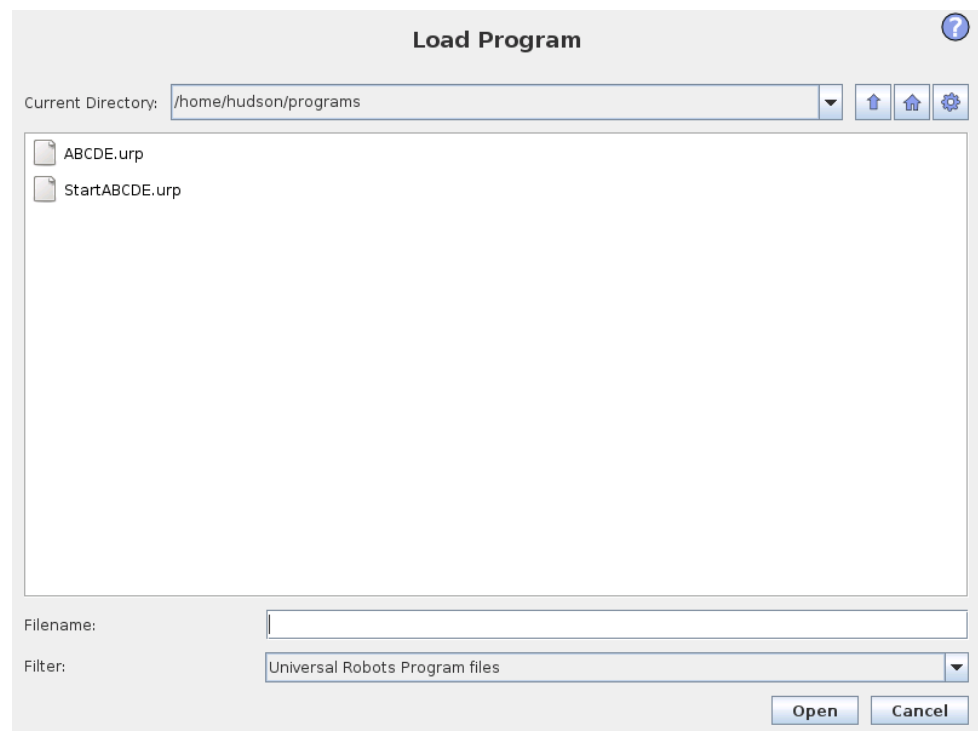 Load Program
?
Current Directory: /home/hudson/programs
ABCDE.urp
StartABCDE.urp
Filename:
Filter: Universal Robots Program files
Open Cancel